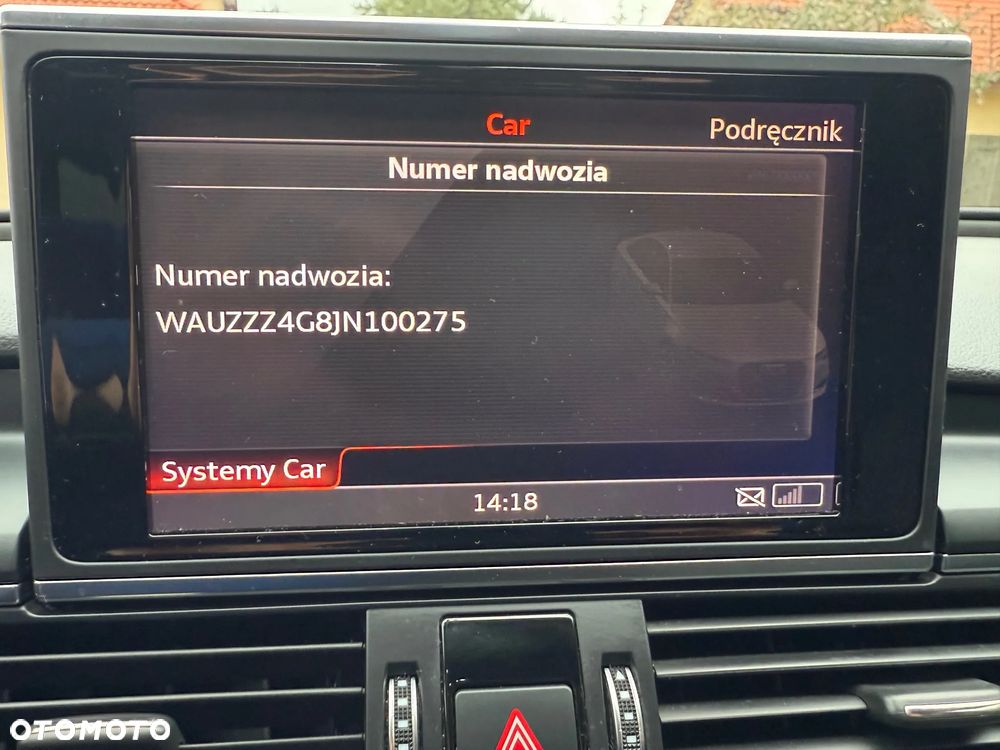 Car
Podręcznik
Numer nadwozia
Numer nadwozia:
WAUZZZ4G8JN100275
Systemy Car
14:18
OTOMOTO